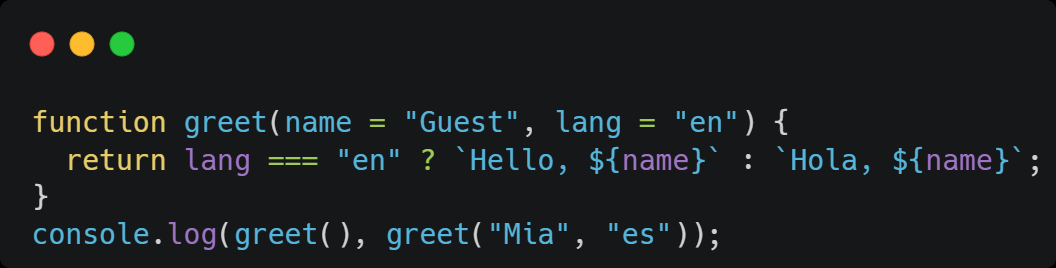 function greet(name = "Guest", lang = "en") {
  return lang === "en" ? `Hello, ${name}` : `Hola, ${name}`;
}
console.log(greet(), greet("Mia", "es"));